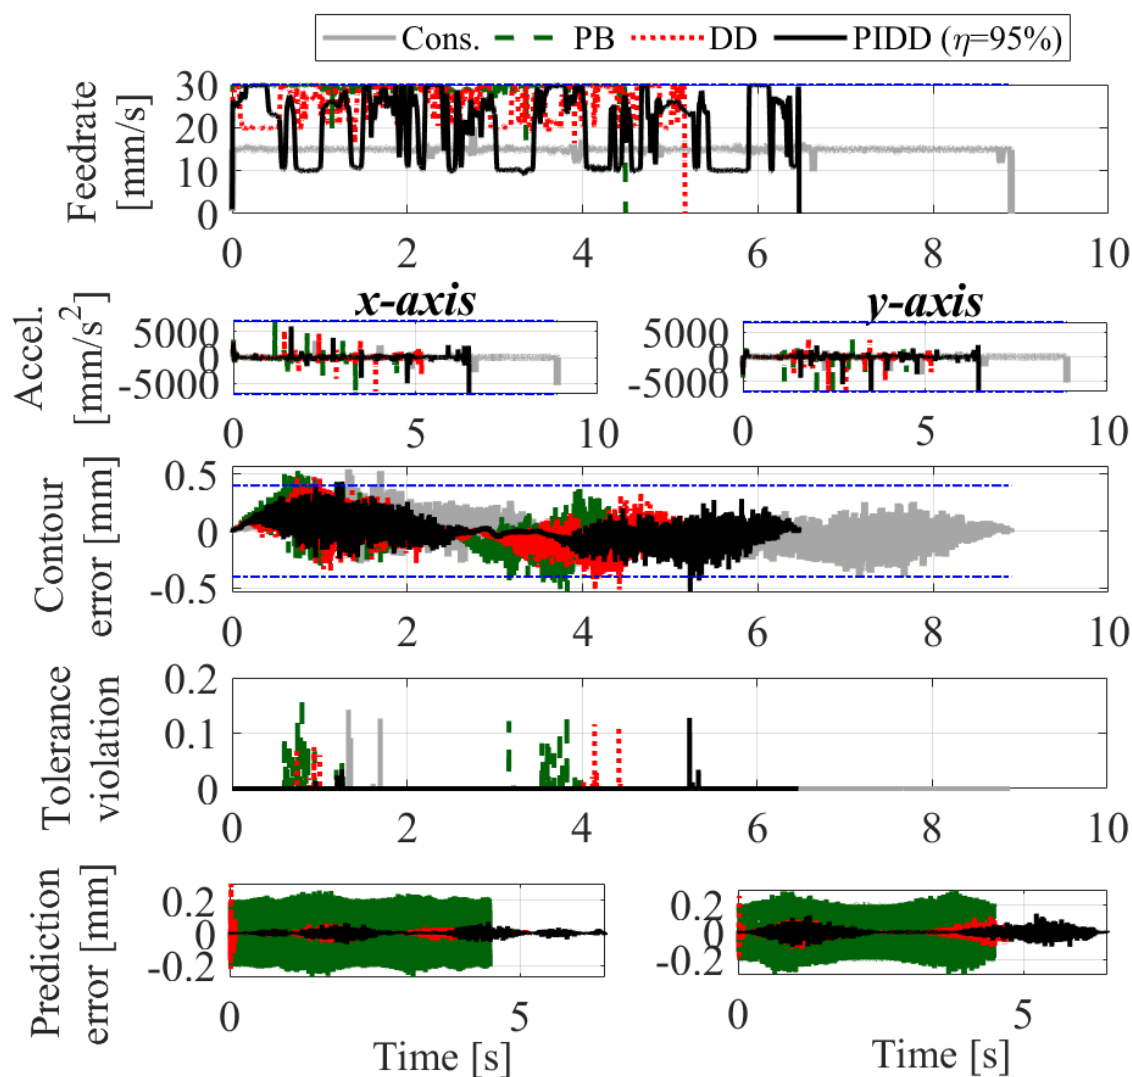 Cons. PB DD PIDD (η=95%)
Feedrate
[mm/s]
30
20
10
0
0 2 4 6 8 10
x-axis y-axis
Accel.
[mm/s²]
5000
0
-5000
0 5 10
5000
0
-5000
0 5 10
Contour
error [mm]
0.5
0
-0.5
0 2 4 6 8 10
Tolerance
violation
0.2
0.1
0
0 2 4 6 8 10
Prediction
error [mm]
0.2
0
-0.2
0 5
Time [s]
0.2
0
-0.2
0 5
Time [s]